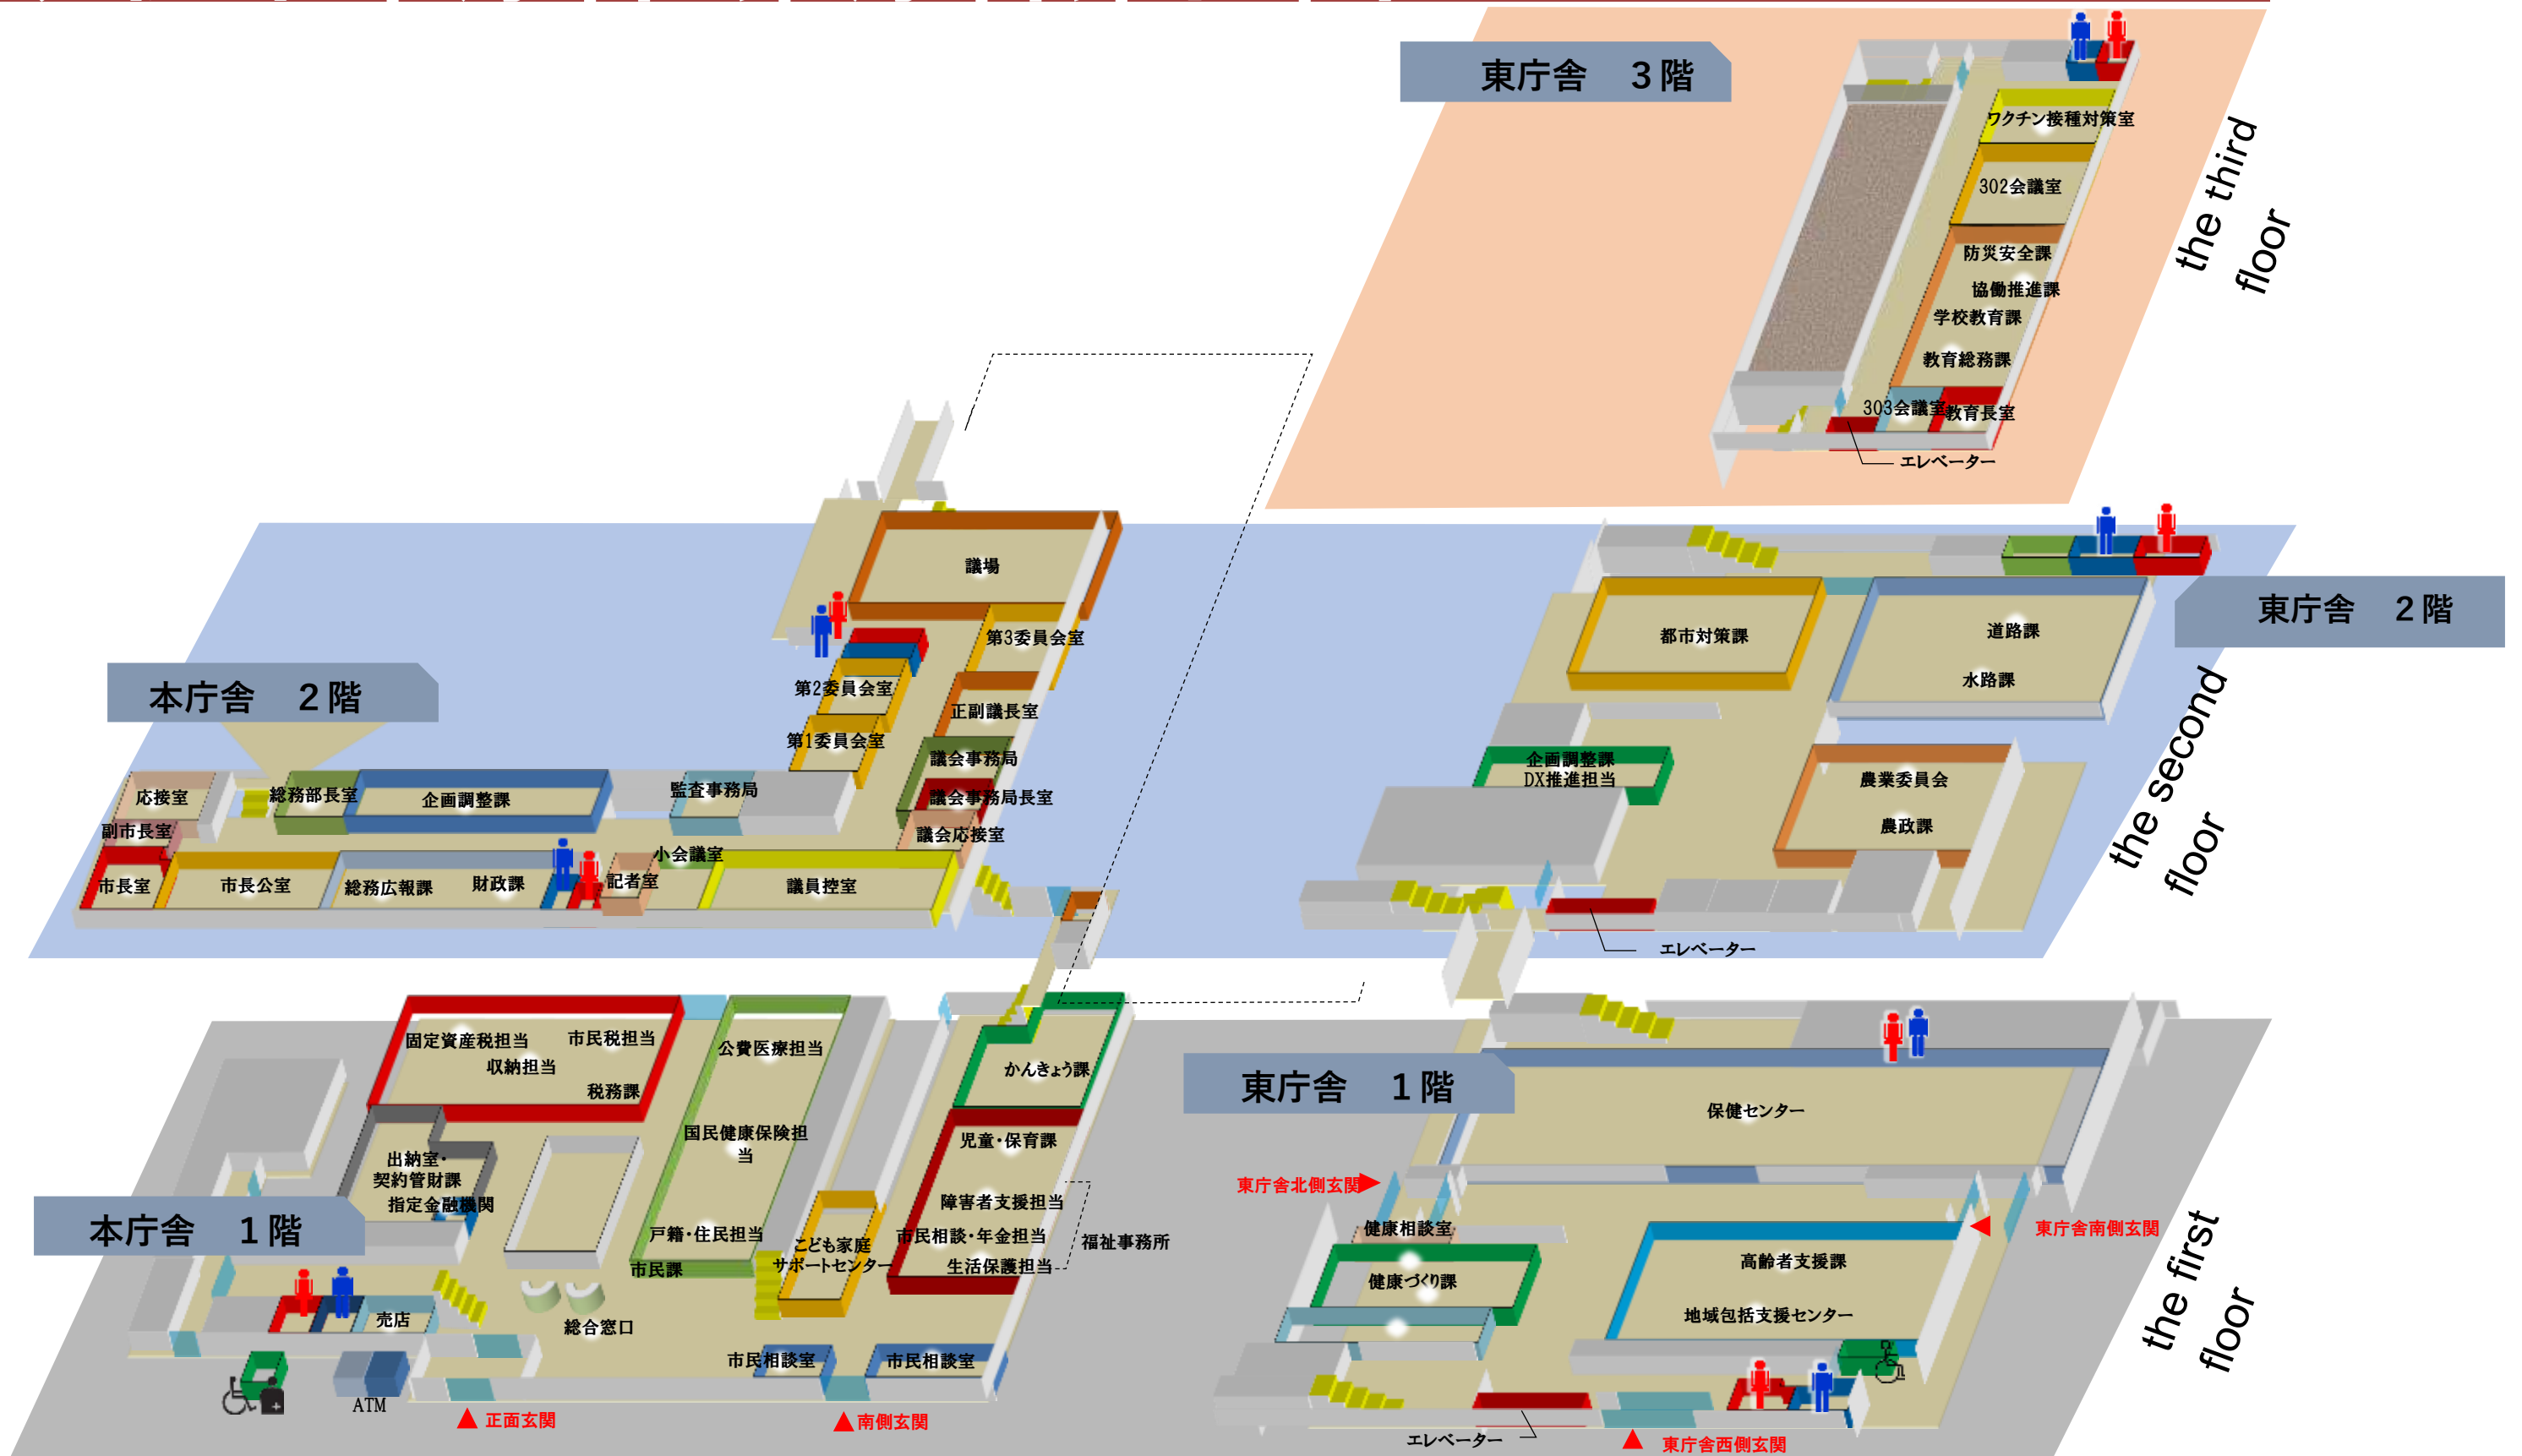 東庁舎　３階
ワクチン接種対策室
302会議室
防災安全課
協働推進課
学校教育課
教育総務課
303会議室
教育長室
エレベーター
the third
floor
本庁舎　２階
議場
第3委員会室
第2委員会室
正副議長室
第1委員会室
議会事務局
議会事務局長室
議会応接室
応接室
総務部長室
企画調整課
監査事務局
副市長室
小会議室
市長室
市長公室
総務広報課
財政課
記者室
議員控室
東庁舎　２階
都市対策課
道路課
水路課
企画調整課
DX推進担当
農業委員会
農政課
エレベーター
the second
floor
本庁舎　１階
固定資産税担当
市民税担当
収納担当
税務課
公費医療担当
かんきょう課
国民健康保険担
当
児童・保育課
出納室・
契約管財課
指定金融機関
障害者支援担当
戸籍・住民担当
市民相談・年金担当
福祉事務所
こども家庭
サポートセンター
生活保護担当
市民課
売店
総合窓口
市民相談室
市民相談室
ATM
正面玄関
南側玄関
東庁舎　１階
保健センター
東庁舎北側玄関
健康相談室
東庁舎南側玄関
健康づくり課
高齢者支援課
地域包括支援センター
エレベーター
東庁舎西側玄関
the first
floor